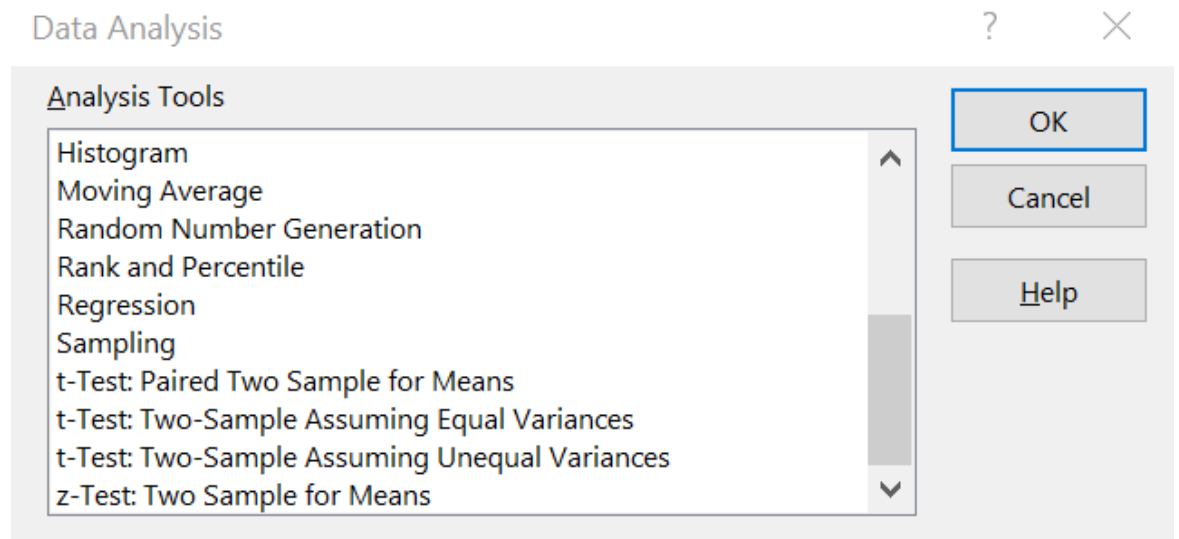 Data Analysis ?
Analysis Tools
Histogram
Moving Average
Random Number Generation
Rank and Percentile
Regression
Sampling
t-Test: Paired Two Sample for Means
t-Test: Two-Sample Assuming Equal Variances
t-Test: Two-Sample Assuming Unequal Variances
z-Test: Two Sample for Means
OK
Cancel
Help